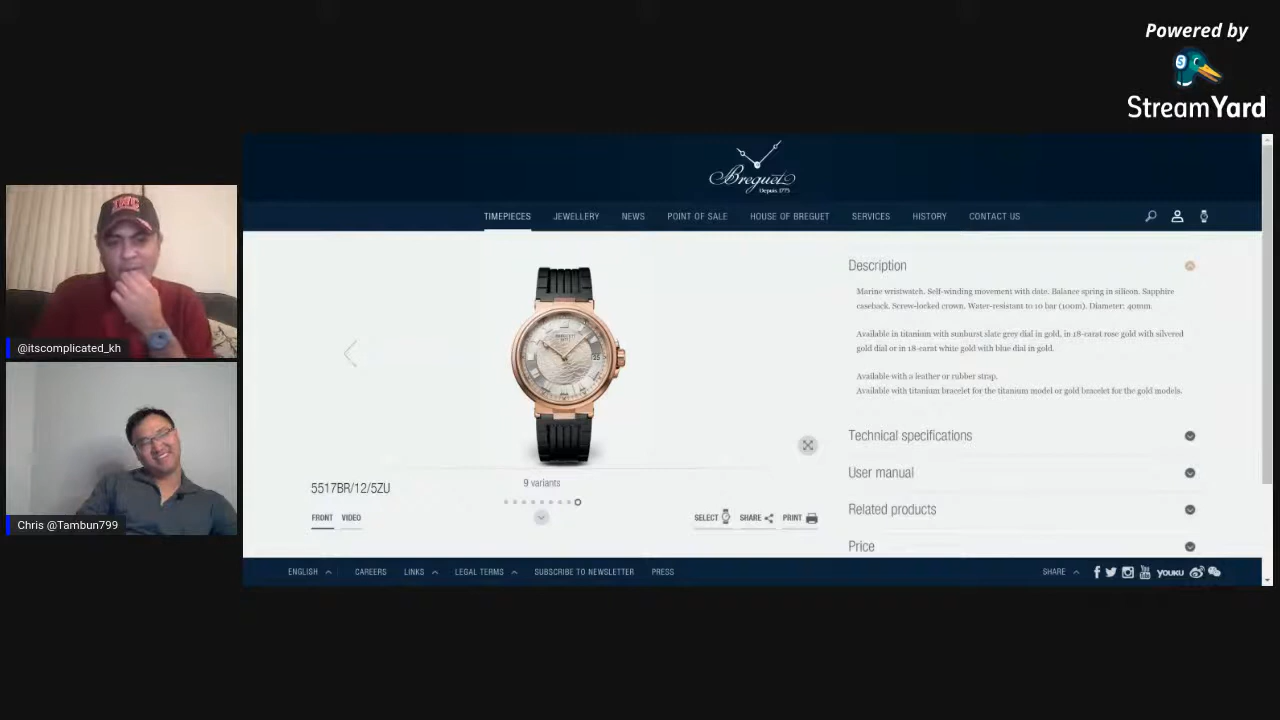 Powered by
StreamYard
Breguet
Depuis 1775
TIMEPIECES JEWELLERY NEWS POINT OF SALE HOUSE OF BREGUET SERVICES HISTORY CONTACT US
@itscomplicated_kh
Chris @Tambun799
5517BR/12/5ZU
FRONT VIDEO
9 variants
SELECT SHARE PRINT
Description
Marine wristwatch. Self-winding movement with date. Balance spring in silicon. Sapphire
caseback. Screw-locked crown. Water-resistant to 10 bar (100m). Diameter: 40mm.
Available in titanium with sunburst slate grey dial in gold, in 18-carat rose gold with silvered
gold dial or in 18-carat white gold with blue dial in gold.
Available with a leather or rubber strap.
Available with titanium bracelet for the titanium model or gold bracelet for the gold models.
Technical specifications
User manual
Related products
Price
ENGLISH CAREERS LINKS LEGAL TERMS SUBSCRIBE TO NEWSLETTER PRESS
SHARE YOUKU